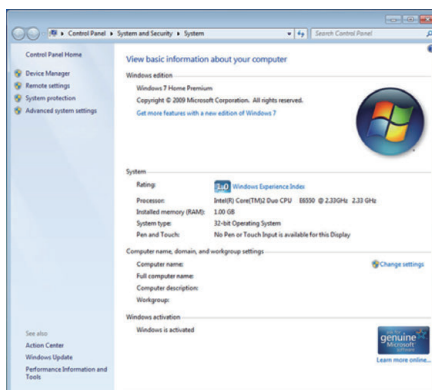 Control Panel ▸ System and Security ▸ System
Search Control Panel
Control Panel Home
Device Manager
Remote settings
System protection
Advanced system settings
View basic information about your computer
Windows edition
Windows 7 Home Premium
Copyright © 2009 Microsoft Corporation. All rights reserved.
Get more features with a new edition of Windows 7
System
Rating: Windows Experience Index
Processor: Intel(R) Core(TM)2 Duo CPU E6550 @ 2.33GHz 2.33 GHz
Installed memory (RAM): 1.00 GB
System type: 32-bit Operating System
Pen and Touch: No Pen or Touch Input is available for this Display
Computer name, domain, and workgroup settings
Computer name: Change settings
Full computer name:
Computer description:
Workgroup:
Windows activation
Windows is activated
genuine
Microsoft
software
Learn more online...
See also
Action Center
Windows Update
Performance Information and
Tools